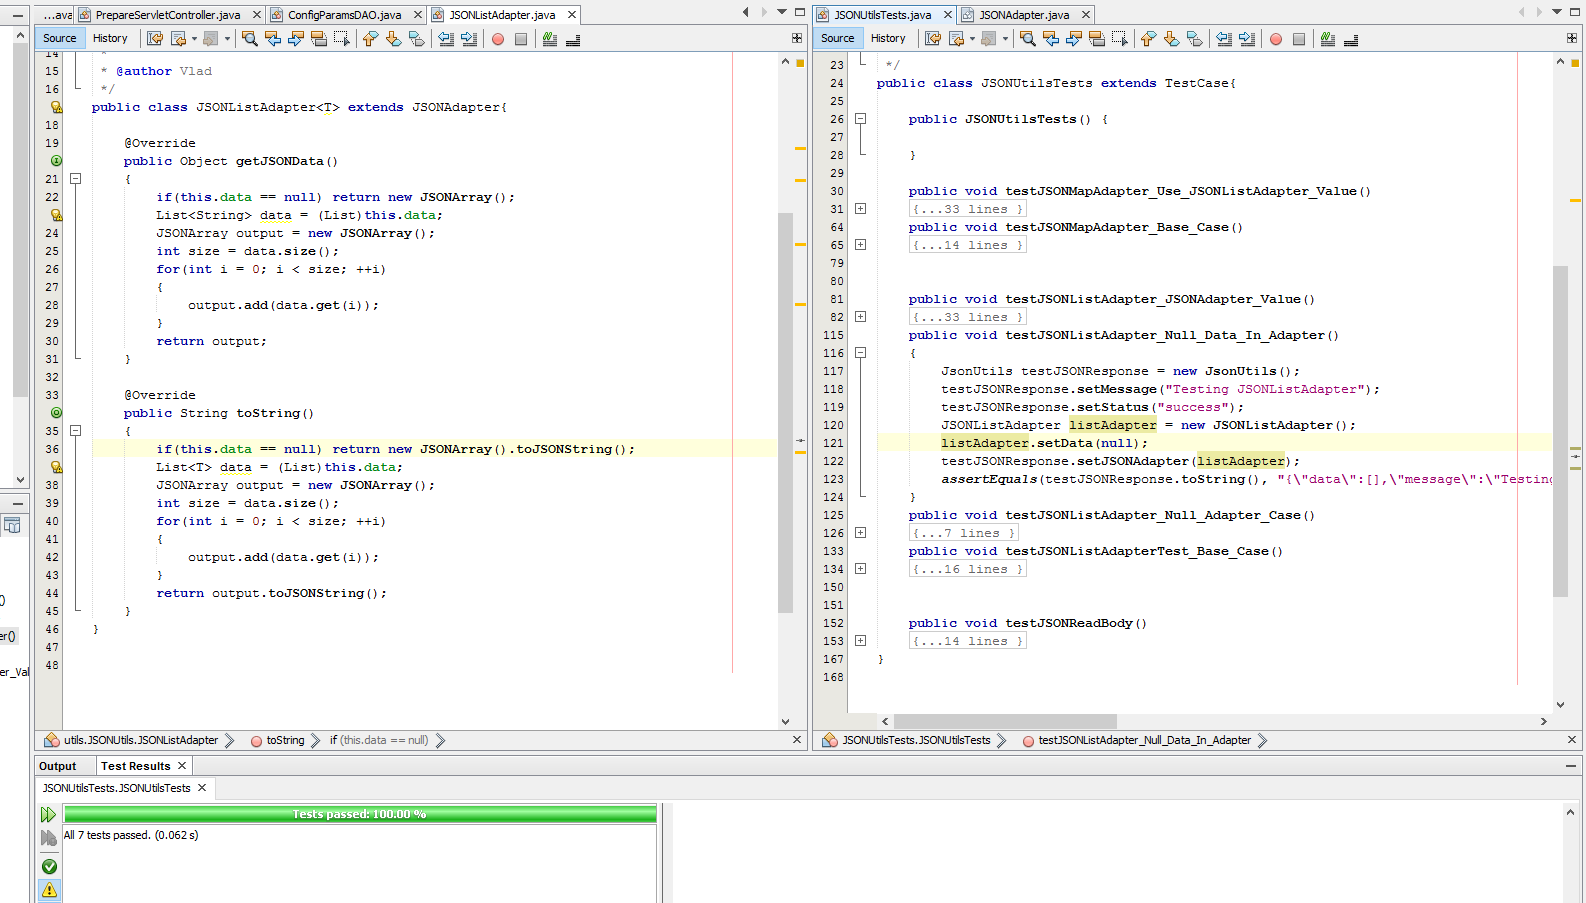 ...ava
PrepareServletController.java
ConfigParamsDAO.java
JSONListAdapter.java
Source
History
14 *
15 * @author Vlad
16 */
public class JSONListAdapter<T> extends JSONAdapter{
18
19 @Override
public Object getJSONData()
21 {
22 if(this.data == null) return new JSONArray();
List<String> data = (List)this.data;
24 JSONArray output = new JSONArray();
25 int size = data.size();
26 for(int i = 0; i < size; ++i)
27 {
28 output.add(data.get(i));
29 }
30 return output;
31 }
32
33 @Override
public String toString()
35 {
36 if(this.data == null) return new JSONArray().toJSONString();
List<T> data = (List)this.data;
38 JSONArray output = new JSONArray();
39 int size = data.size();
40 for(int i = 0; i < size; ++i)
41 {
42 output.add(data.get(i));
43 }
44 return output.toJSONString();
45 }
46 }
47
48
utils.JSONUtils.JSONListAdapter
toString
if (this.data == null)
()
er()
er_Val
JSONUtilsTests.java
JSONAdapter.java
Source
History
23 */
24 public class JSONUtilsTests extends TestCase{
25
26 public JSONUtilsTests() {
27
28 }
29
30 public void testJSONMapAdapter_Use_JSONListAdapter_Value()
31 {...33 lines }
64 public void testJSONMapAdapter_Base_Case()
65 {...14 lines }
79
80
81 public void testJSONListAdapter_JSONAdapter_Value()
82 {...33 lines }
115 public void testJSONListAdapter_Null_Data_In_Adapter()
116 {
117 JsonUtils testJSONResponse = new JsonUtils();
118 testJSONResponse.setMessage("Testing JSONListAdapter");
119 testJSONResponse.setStatus("success");
120 JSONListAdapter listAdapter = new JSONListAdapter();
121 listAdapter.setData(null);
122 testJSONResponse.setJSONAdapter(listAdapter);
123 assertEquals(testJSONResponse.toString(), "{\"data\":[],\"message\":\"Testing
124 }
125 public void testJSONListAdapter_Null_Adapter_Case()
126 {...7 lines }
133 public void testJSONListAdapterTest_Base_Case()
134 {...16 lines }
150
151
152 public void testJSONReadBody()
153 {...14 lines }
167 }
168
JSONUtilsTests.JSONUtilsTests
testJSONListAdapter_Null_Data_In_Adapter
Output
Test Results
JSONUtilsTests.JSONUtilsTests
Tests passed: 100.00 %
All 7 tests passed. (0.062 s)